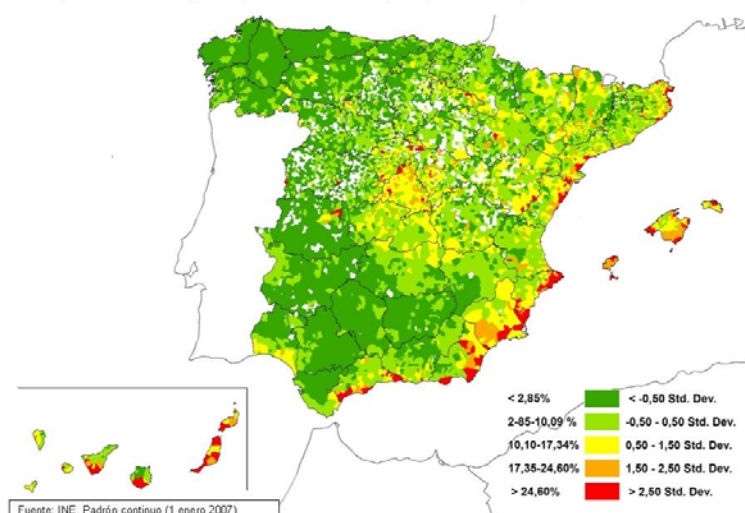 < 2,85% < -0,50 Std. Dev.
2-85-10,09 % -0,50 - 0,50 Std. Dev.
10,10-17,34% 0,50 - 1,50 Std. Dev.
17,35-24,60% 1,50 - 2,50 Std. Dev.
> 24,60% > 2,50 Std. Dev.
Fuente: INE. Padrón continuo (1 enero 2007)